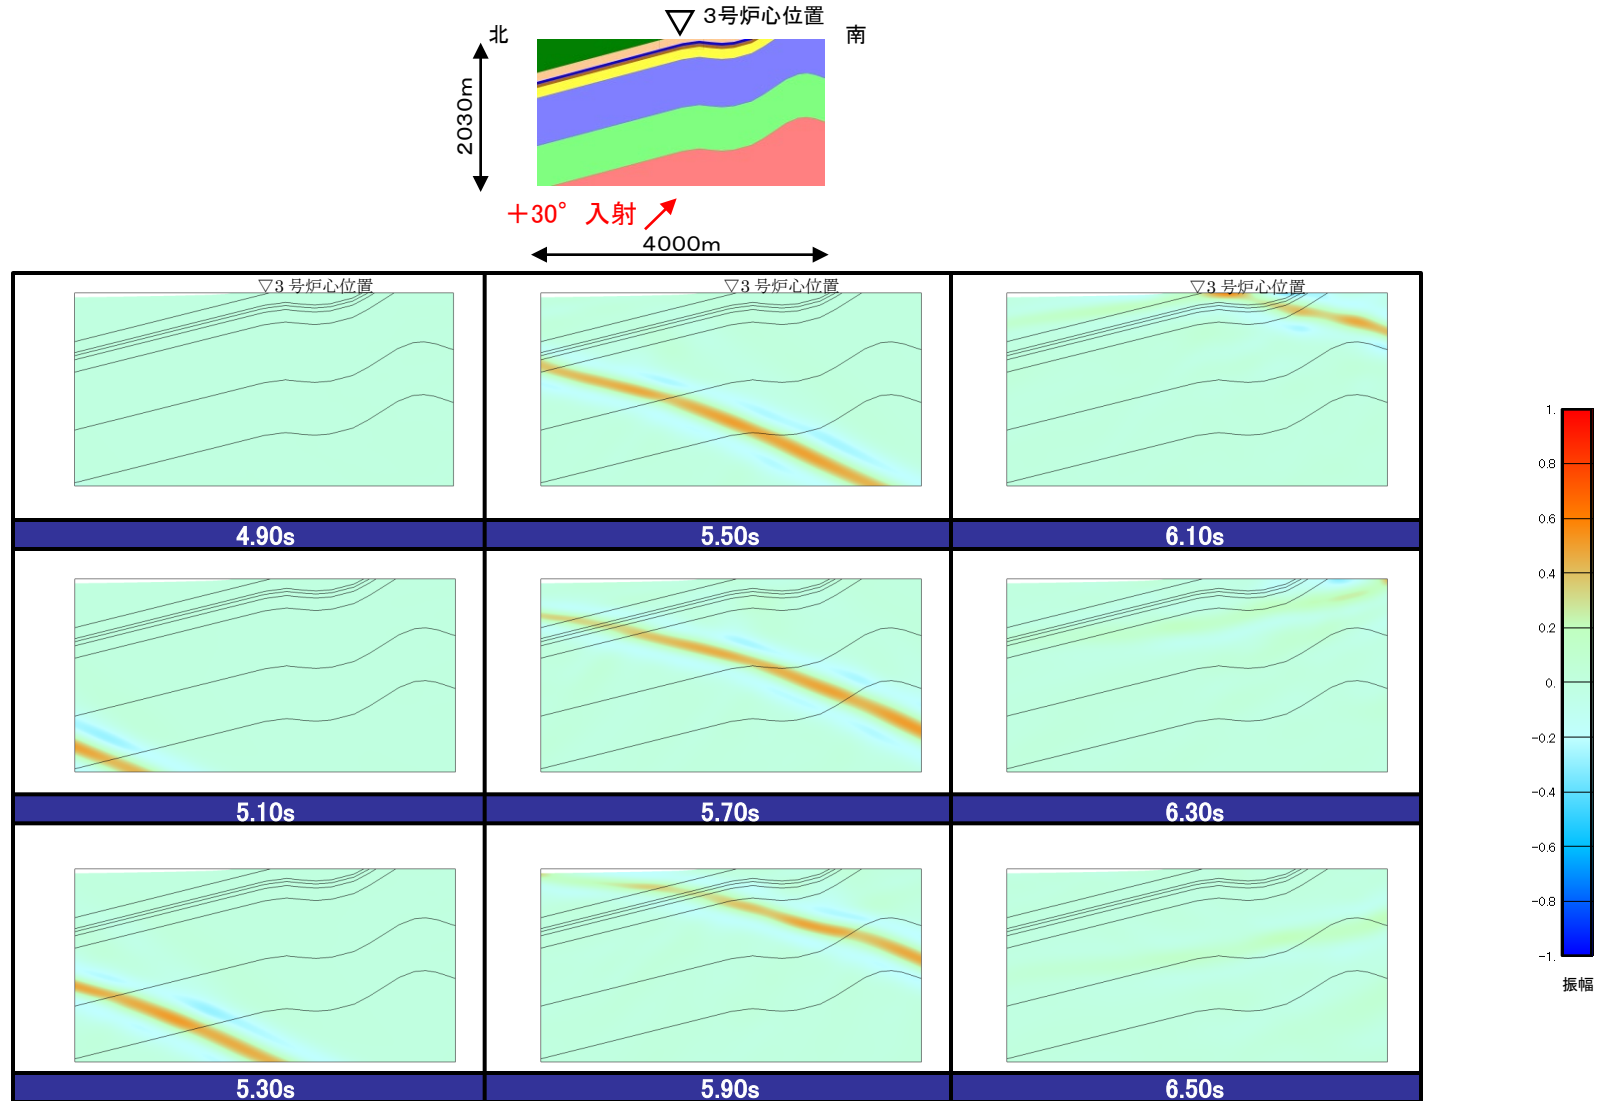 3号炉心位置
北
南
2030m
+30° 入射
4000m
▽3 号炉心位置
▽3 号炉心位置
▽3 号炉心位置
4.90s
5.50s
6.10s
5.10s
5.70s
6.30s
5.30s
5.90s
6.50s
1.
0.8
0.6
0.4
0.2
0.
-0.2
-0.4
-0.6
-0.8
-1.
振幅